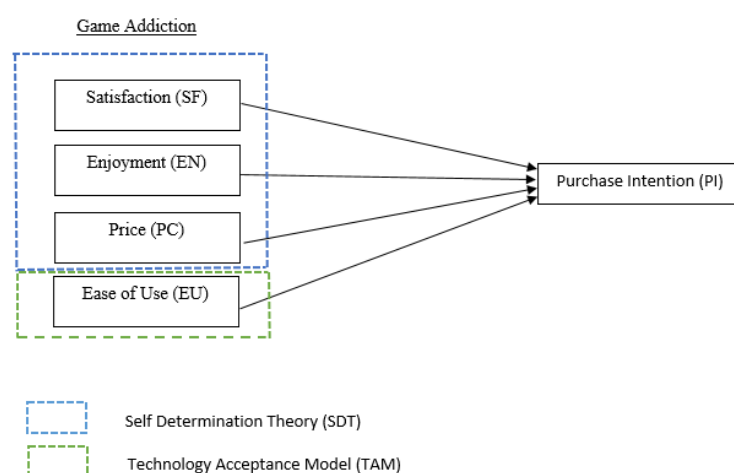 Game Addiction
Satisfaction (SF)
Enjoyment (EN)
Price (PC)
Ease of Use (EU)
Purchase Intention (PI)
Self Determination Theory (SDT)
Technology Acceptance Model (TAM)